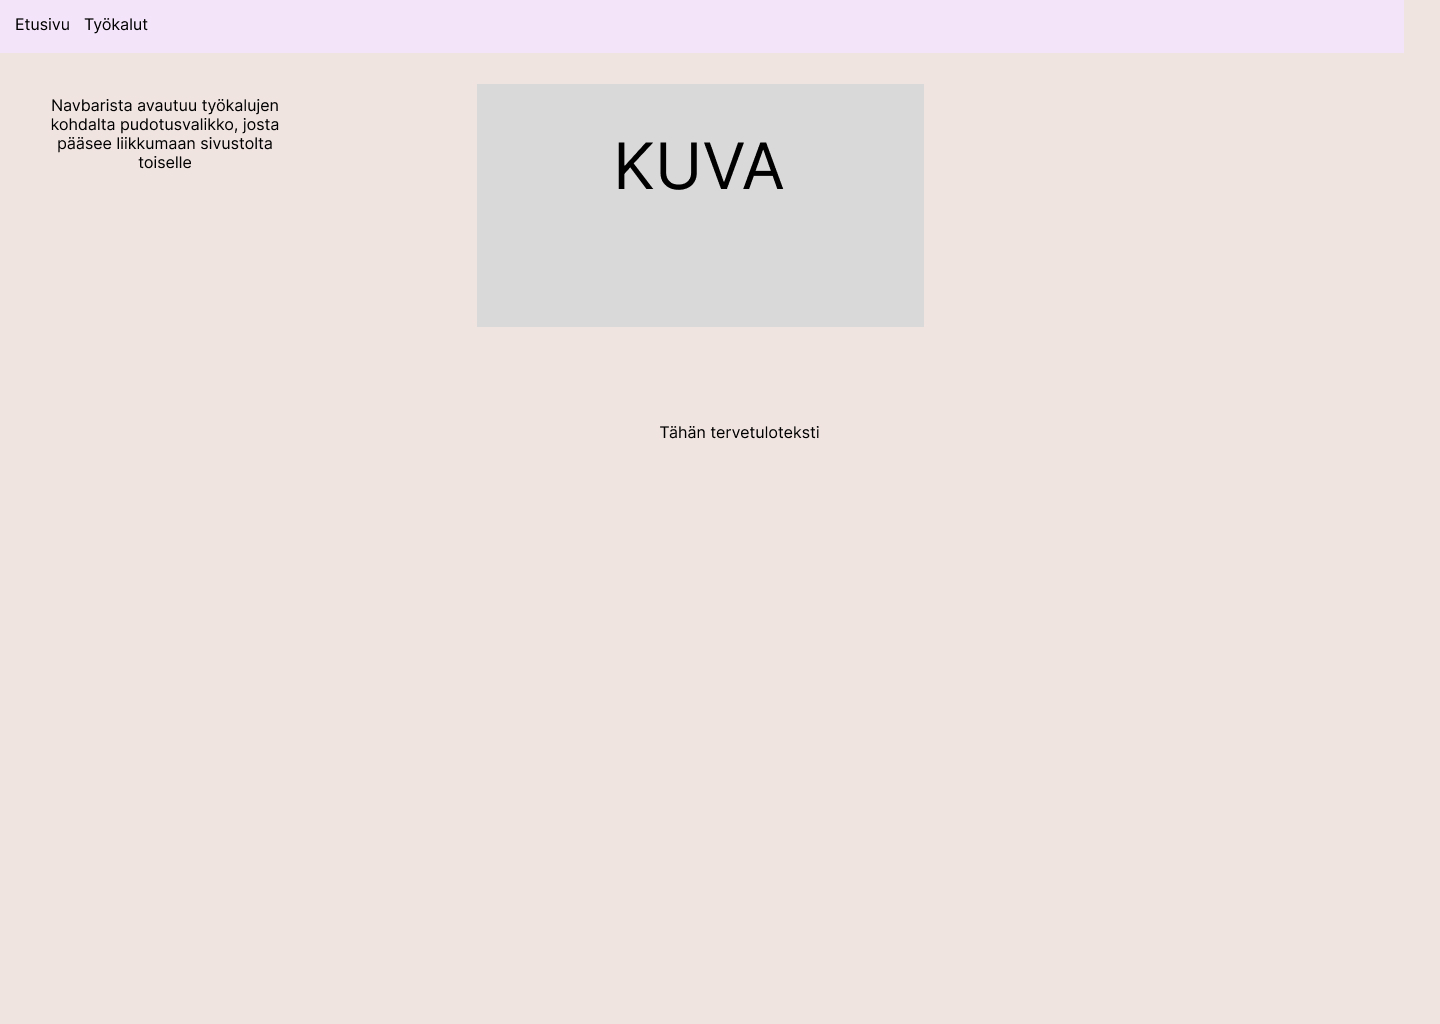 Etusivu Työkalut
Navbarista avautuu työkalujen
kohdalta pudotusvalikko, josta
pääsee liikkumaan sivustolta
toiselle
KUVA
Tähän tervetuloteksti